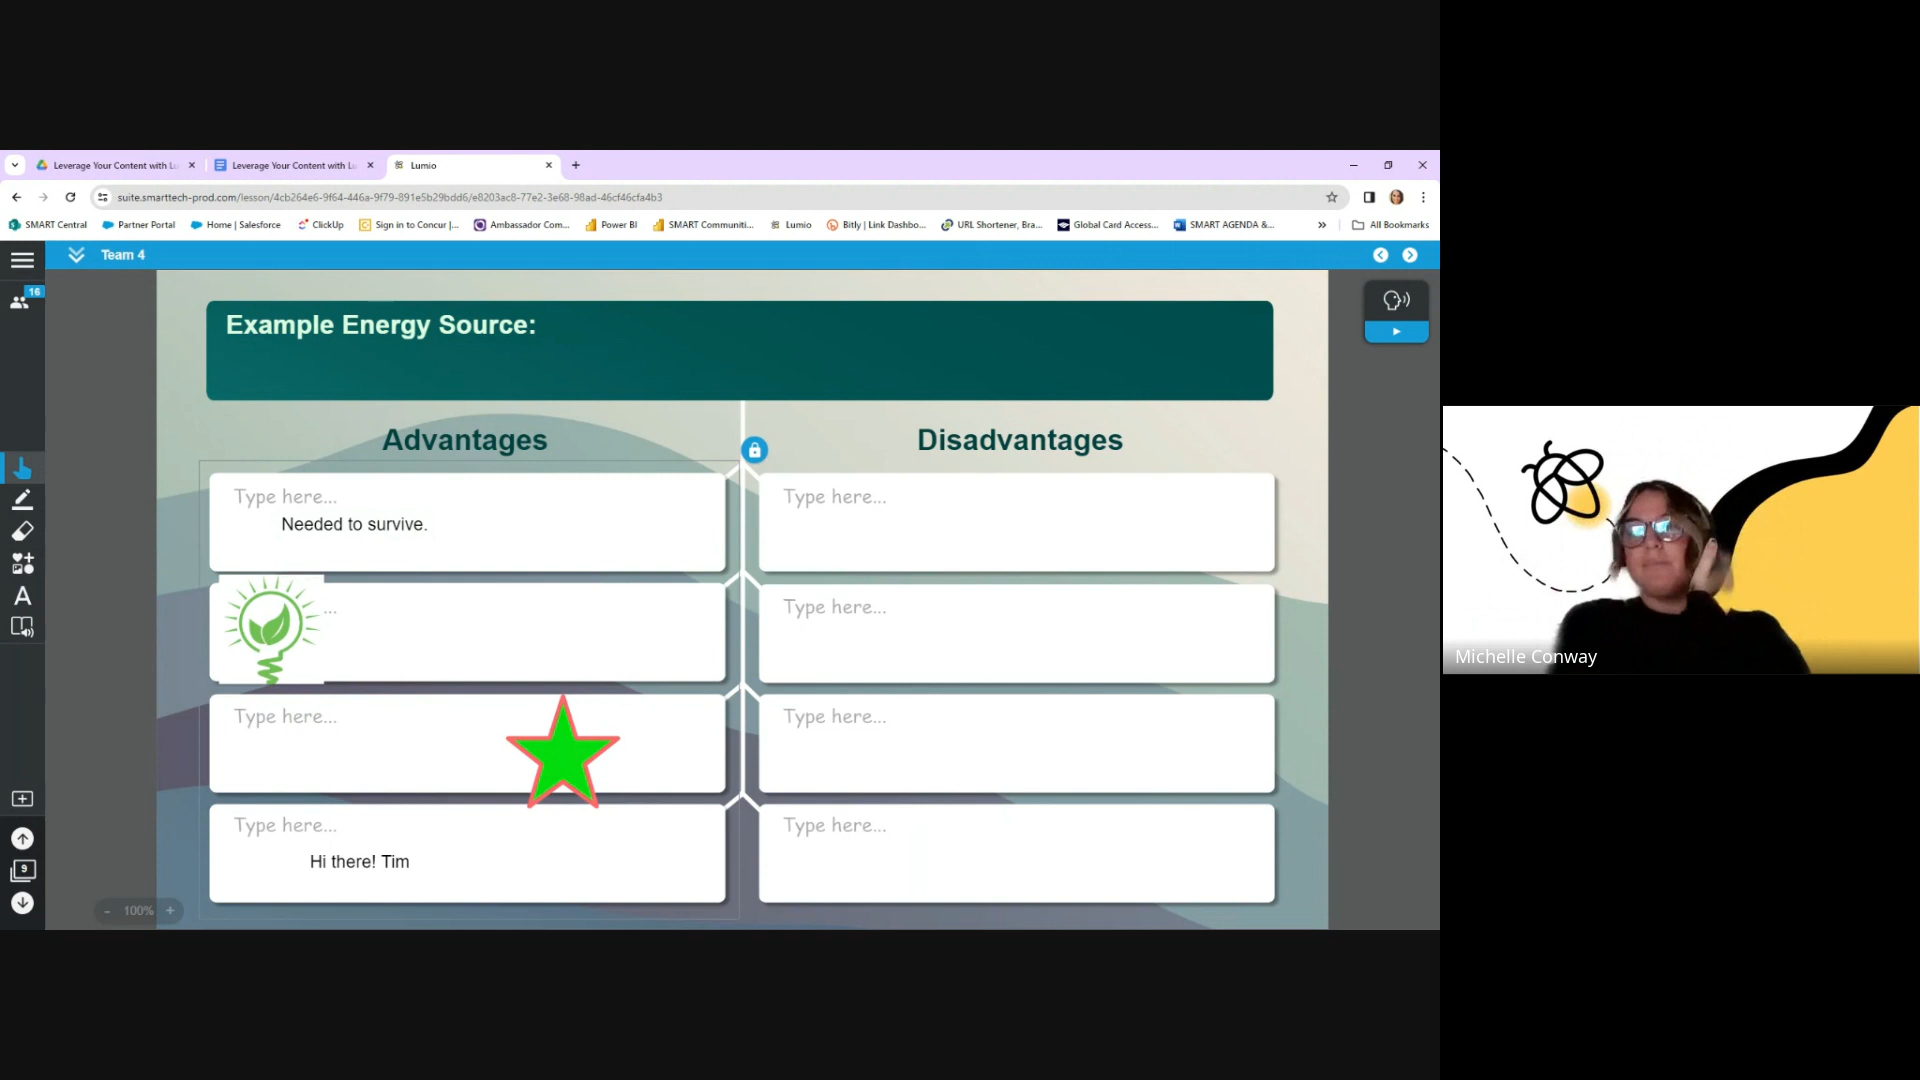 Leverage Your Content with Lu
Leverage Your Content with Lu
Lumio
suite.smarttech-prod.com/lesson/4cb264e6-9f64-446a-9f79-891e5b29bdd6/e8203ac8-77e2-3e68-98ad-46cf46cfa4b3
SMART Central
Partner Portal
Home | Salesforce
ClickUp
Sign in to Concur |...
Ambassador Com...
Power BI
SMART Communiti...
Lumio
Bitly | Link Dashbo...
URL Shortener, Bra...
Global Card Access...
SMART AGENDA &...
All Bookmarks
Team 4
16
Example Energy Source:
Advantages
Disadvantages
Type here...
Needed to survive.
Type here...
...
Type here...
Type here...
Type here...
Type here...
Hi there! Tim
Type here...
A
9
- 100% +
Michelle Conway